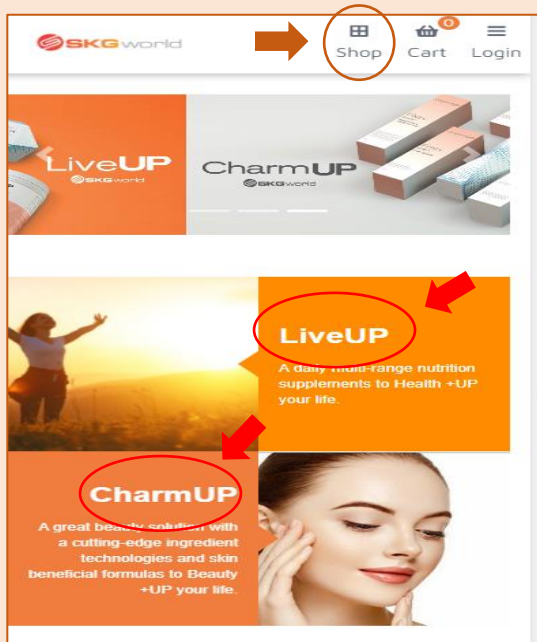 SKGworld
0
Shop Cart Login
LiveUP
SKGworld
CharmUP
SKGworld
LiveUP
A daily multi-range nutrition
supplements to Health +UP
your life.
CharmUP
A great beauty solution with
a cutting-edge ingredient
technologies and skin
beneficial formulas to Beauty
+UP your life.